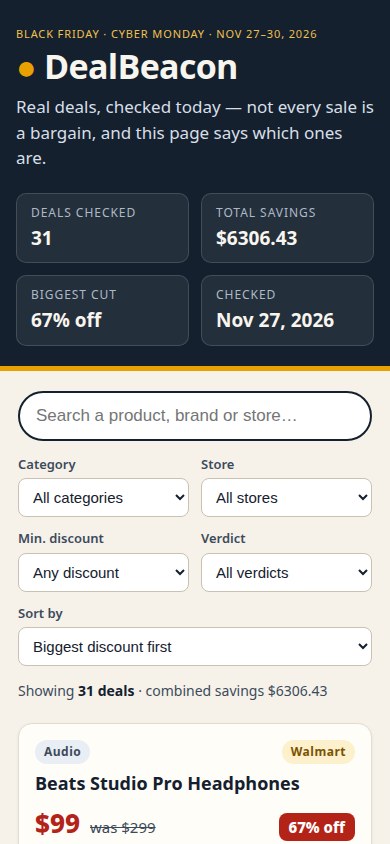 BLACK FRIDAY · CYBER MONDAY · NOV 27–30, 2026
DealBeacon
Real deals, checked today — not every sale is
a bargain, and this page says which ones
are.
DEALS CHECKED
31
TOTAL SAVINGS
$6306.43
BIGGEST CUT
67% off
CHECKED
Nov 27, 2026
Search a product, brand or store…
Category
All categories
Store
All stores
Min. discount
Any discount
Verdict
All verdicts
Sort by
Biggest discount first
Showing 31 deals · combined savings $6306.43
Audio
Walmart
Beats Studio Pro Headphones
$99 was $299
67% off